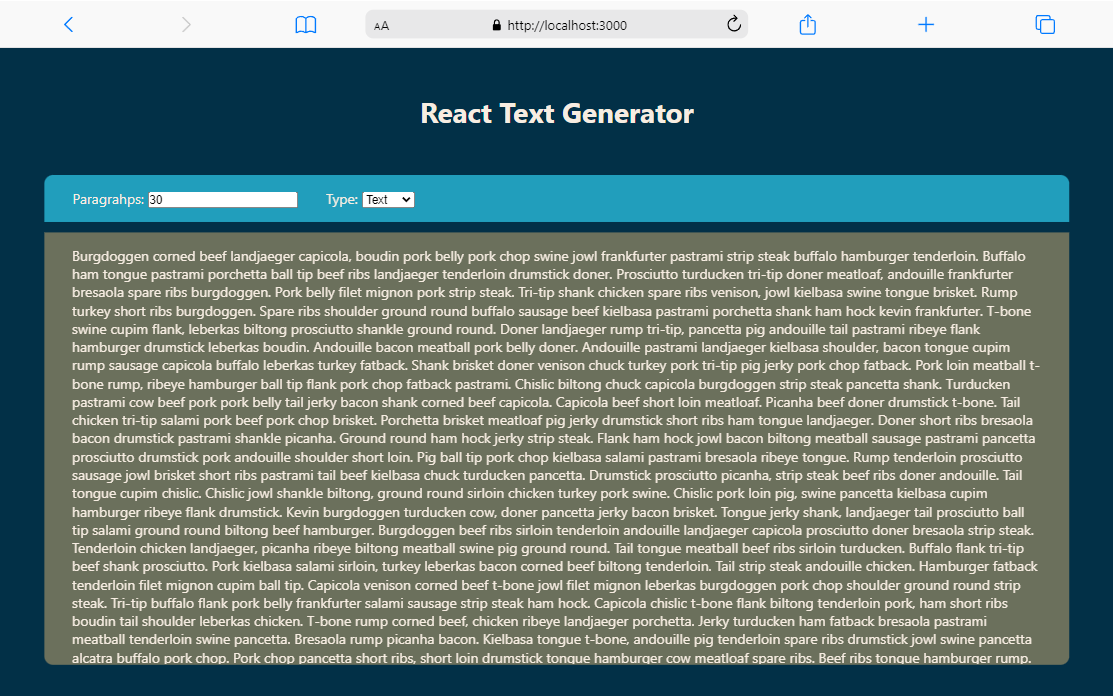 AA
http://localhost:3000
React Text Generator
Paragrahps: 30 Type: Text
Burgdoggen corned beef landjaeger capicola, boudin pork belly pork chop swine jowl frankfurter pastrami strip steak buffalo hamburger tenderloin. Buffalo
ham tongue pastrami porchetta ball tip beef ribs landjaeger tenderloin drumstick doner. Prosciutto turducken tri-tip doner meatloaf, andouille frankfurter
bresaola spare ribs burgdoggen. Pork belly filet mignon pork strip steak. Tri-tip shank chicken spare ribs venison, jowl kielbasa swine tongue brisket. Rump
turkey short ribs burgdoggen. Spare ribs shoulder ground round buffalo sausage beef kielbasa pastrami porchetta shank ham hock kevin frankfurter. T-bone
swine cupim flank, leberkas biltong prosciutto shankle ground round. Doner landjaeger rump tri-tip, pancetta pig andouille tail pastrami ribeye flank
hamburger drumstick leberkas boudin. Andouille bacon meatball pork belly doner. Andouille pastrami landjaeger kielbasa shoulder, bacon tongue cupim
rump sausage capicola buffalo leberkas turkey fatback. Shank brisket doner venison chuck turkey pork tri-tip pig jerky pork chop fatback. Pork loin meatball t-
bone rump, ribeye hamburger ball tip flank pork chop fatback pastrami. Chislic biltong chuck capicola burgdoggen strip steak pancetta shank. Turducken
pastrami cow beef pork pork belly tail jerky bacon shank corned beef capicola. Capicola beef short loin meatloaf. Picanha beef doner drumstick t-bone. Tail
chicken tri-tip salami pork beef pork chop brisket. Porchetta brisket meatloaf pig jerky drumstick short ribs ham tongue landjaeger. Doner short ribs bresaola
bacon drumstick pastrami shankle picanha. Ground round ham hock jerky strip steak. Flank ham hock jowl bacon biltong meatball sausage pastrami pancetta
prosciutto drumstick pork andouille shoulder short loin. Pig ball tip pork chop kielbasa salami pastrami bresaola ribeye tongue. Rump tenderloin prosciutto
sausage jowl brisket short ribs pastrami tail beef kielbasa chuck turducken pancetta. Drumstick prosciutto picanha, strip steak beef ribs doner andouille. Tail
tongue cupim chislic. Chislic jowl shankle biltong, ground round sirloin chicken turkey pork swine. Chislic pork loin pig, swine pancetta kielbasa cupim
hamburger ribeye flank drumstick. Kevin burgdoggen turducken cow, doner pancetta jerky bacon brisket. Tongue jerky shank, landjaeger tail prosciutto ball
tip salami ground round biltong beef hamburger. Burgdoggen beef ribs sirloin tenderloin andouille landjaeger capicola prosciutto doner bresaola strip steak.
Tenderloin chicken landjaeger, picanha ribeye biltong meatball swine pig ground round. Tail tongue meatball beef ribs sirloin turducken. Buffalo flank tri-tip
beef shank prosciutto. Pork kielbasa salami sirloin, turkey leberkas bacon corned beef biltong tenderloin. Tail strip steak andouille chicken. Hamburger fatback
tenderloin filet mignon cupim ball tip. Capicola venison corned beef t-bone jowl filet mignon leberkas burgdoggen pork chop shoulder ground round strip
steak. Tri-tip buffalo flank pork belly frankfurter salami sausage strip steak ham hock. Capicola chislic t-bone flank biltong tenderloin pork, ham short ribs
boudin tail shoulder leberkas chicken. T-bone rump corned beef, chicken ribeye landjaeger porchetta. Jerky turducken ham fatback bresaola pastrami
meatball tenderloin swine pancetta. Bresaola rump picanha bacon. Kielbasa tongue t-bone, andouille pig tenderloin spare ribs drumstick jowl swine pancetta
alcatra buffalo pork chop. Pork chop pancetta short ribs, short loin drumstick tongue hamburger cow meatloaf spare ribs. Beef ribs tongue hamburger rump.